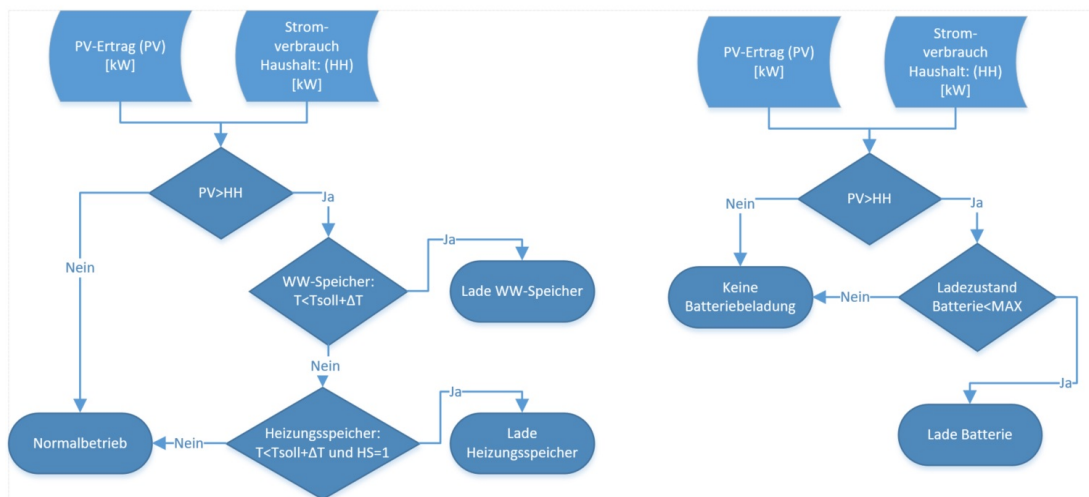 PV-Ertrag (PV)
[kW]
Strom-
verbrauch
Haushalt: (HH)
[kW]
PV>HH
Ja
Nein
WW-Speicher:
T<Tsoll+ΔT
Ja
Lade WW-Speicher
Nein
Heizungsspeicher:
T<Tsoll+ΔT und HS=1
Ja
Lade
Heizungsspeicher
Nein
Normalbetrieb
PV-Ertrag (PV)
[kW]
Strom-
verbrauch
Haushalt: (HH)
[kW]
PV>HH
Nein
Ja
Keine
Batteriebeladung
Nein
Ladezustand
Batterie<MAX
Ja
Lade Batterie